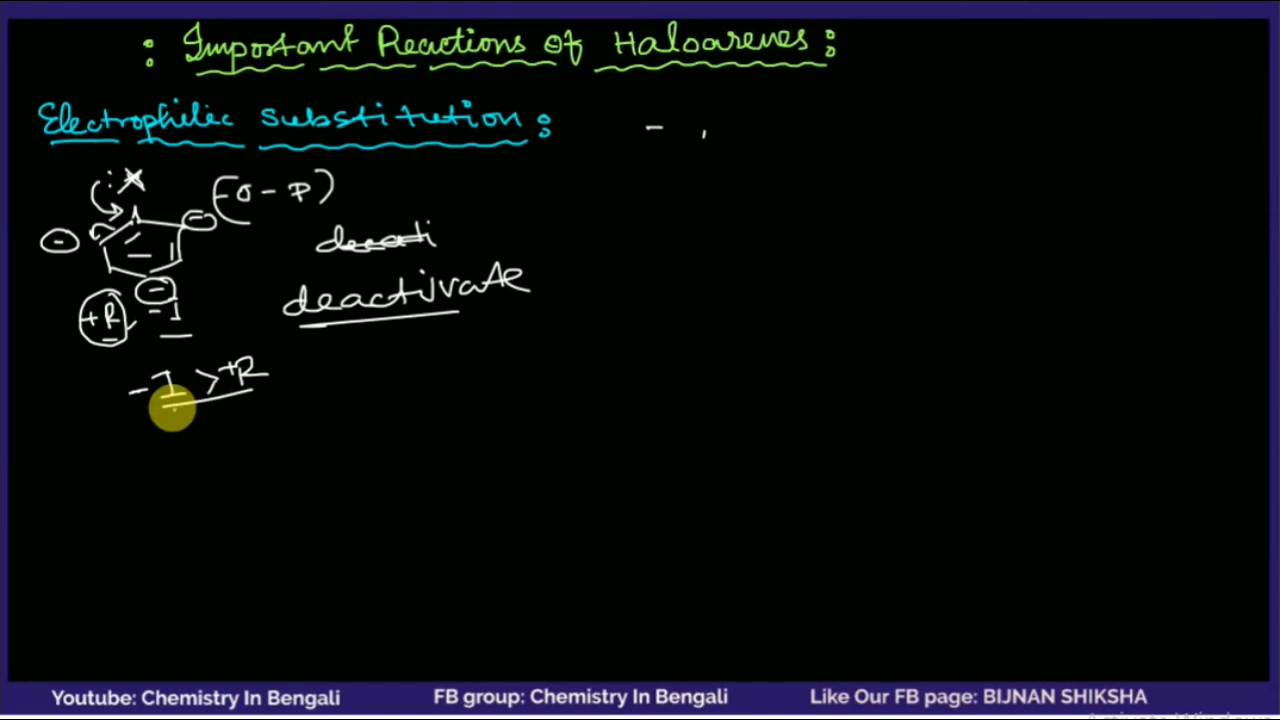 : Important Reactions of Haloarenes :
Electrophilic Substitution :
:X
(o-p)
deacti
deactivate
+R, -I
-I > +R
Youtube: Chemistry In Bengali FB group: Chemistry In Bengali Like Our FB page: BIJNAN SHIKSHA